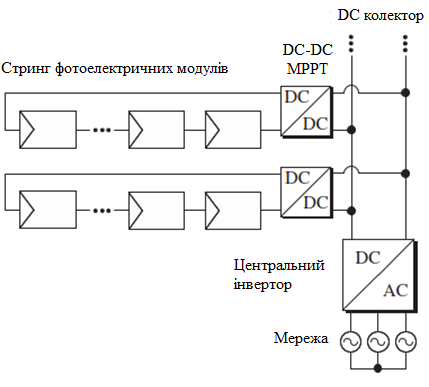 DC колектор
DC-DC
MPPT
Стринг фотоелектричних модулів
DC
DC
DC
DC
Центральний
інвертор
DC
AC
Мережа